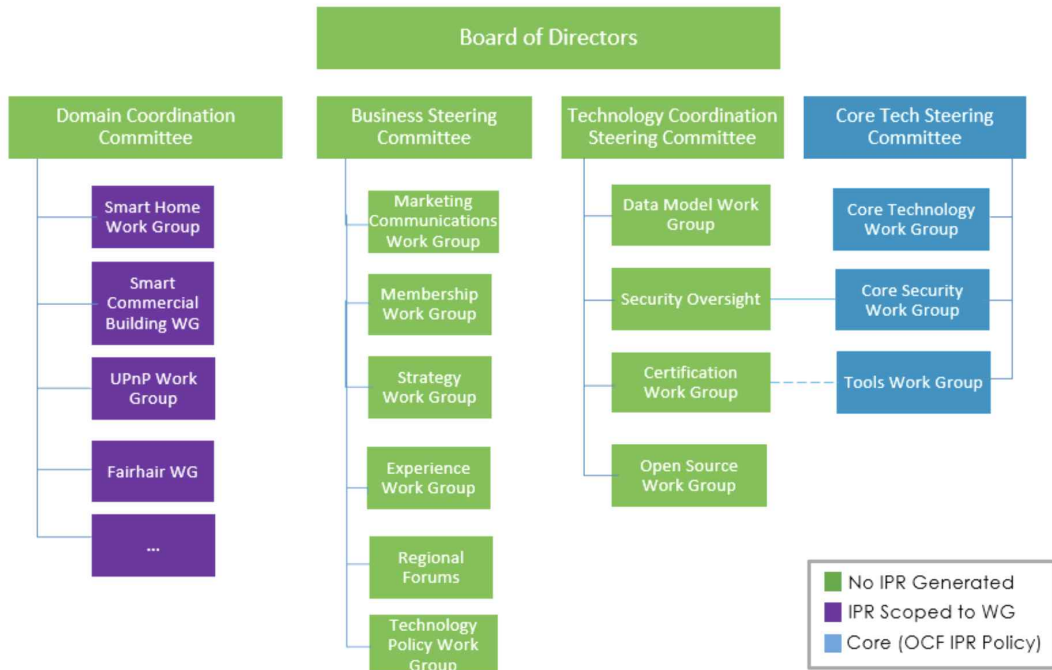 Board of Directors
Domain Coordination
Committee
Business Steering
Committee
Technology Coordination
Steering Committee
Core Tech Steering
Committee
Smart Home
Work Group
Smart
Commercial
Building WG
UPnP Work
Group
Fairhair WG
...
Marketing
Communications
Work Group
Membership
Work Group
Strategy
Work Group
Experience
Work Group
Regional
Forums
Technology
Policy Work
Group
Data Model Work
Group
Security Oversight
Certification
Work Group
Open Source
Work Group
Core Technology
Work Group
Core Security
Work Group
Tools Work Group
No IPR Generated
IPR Scoped to WG
Core (OCF IPR Policy)